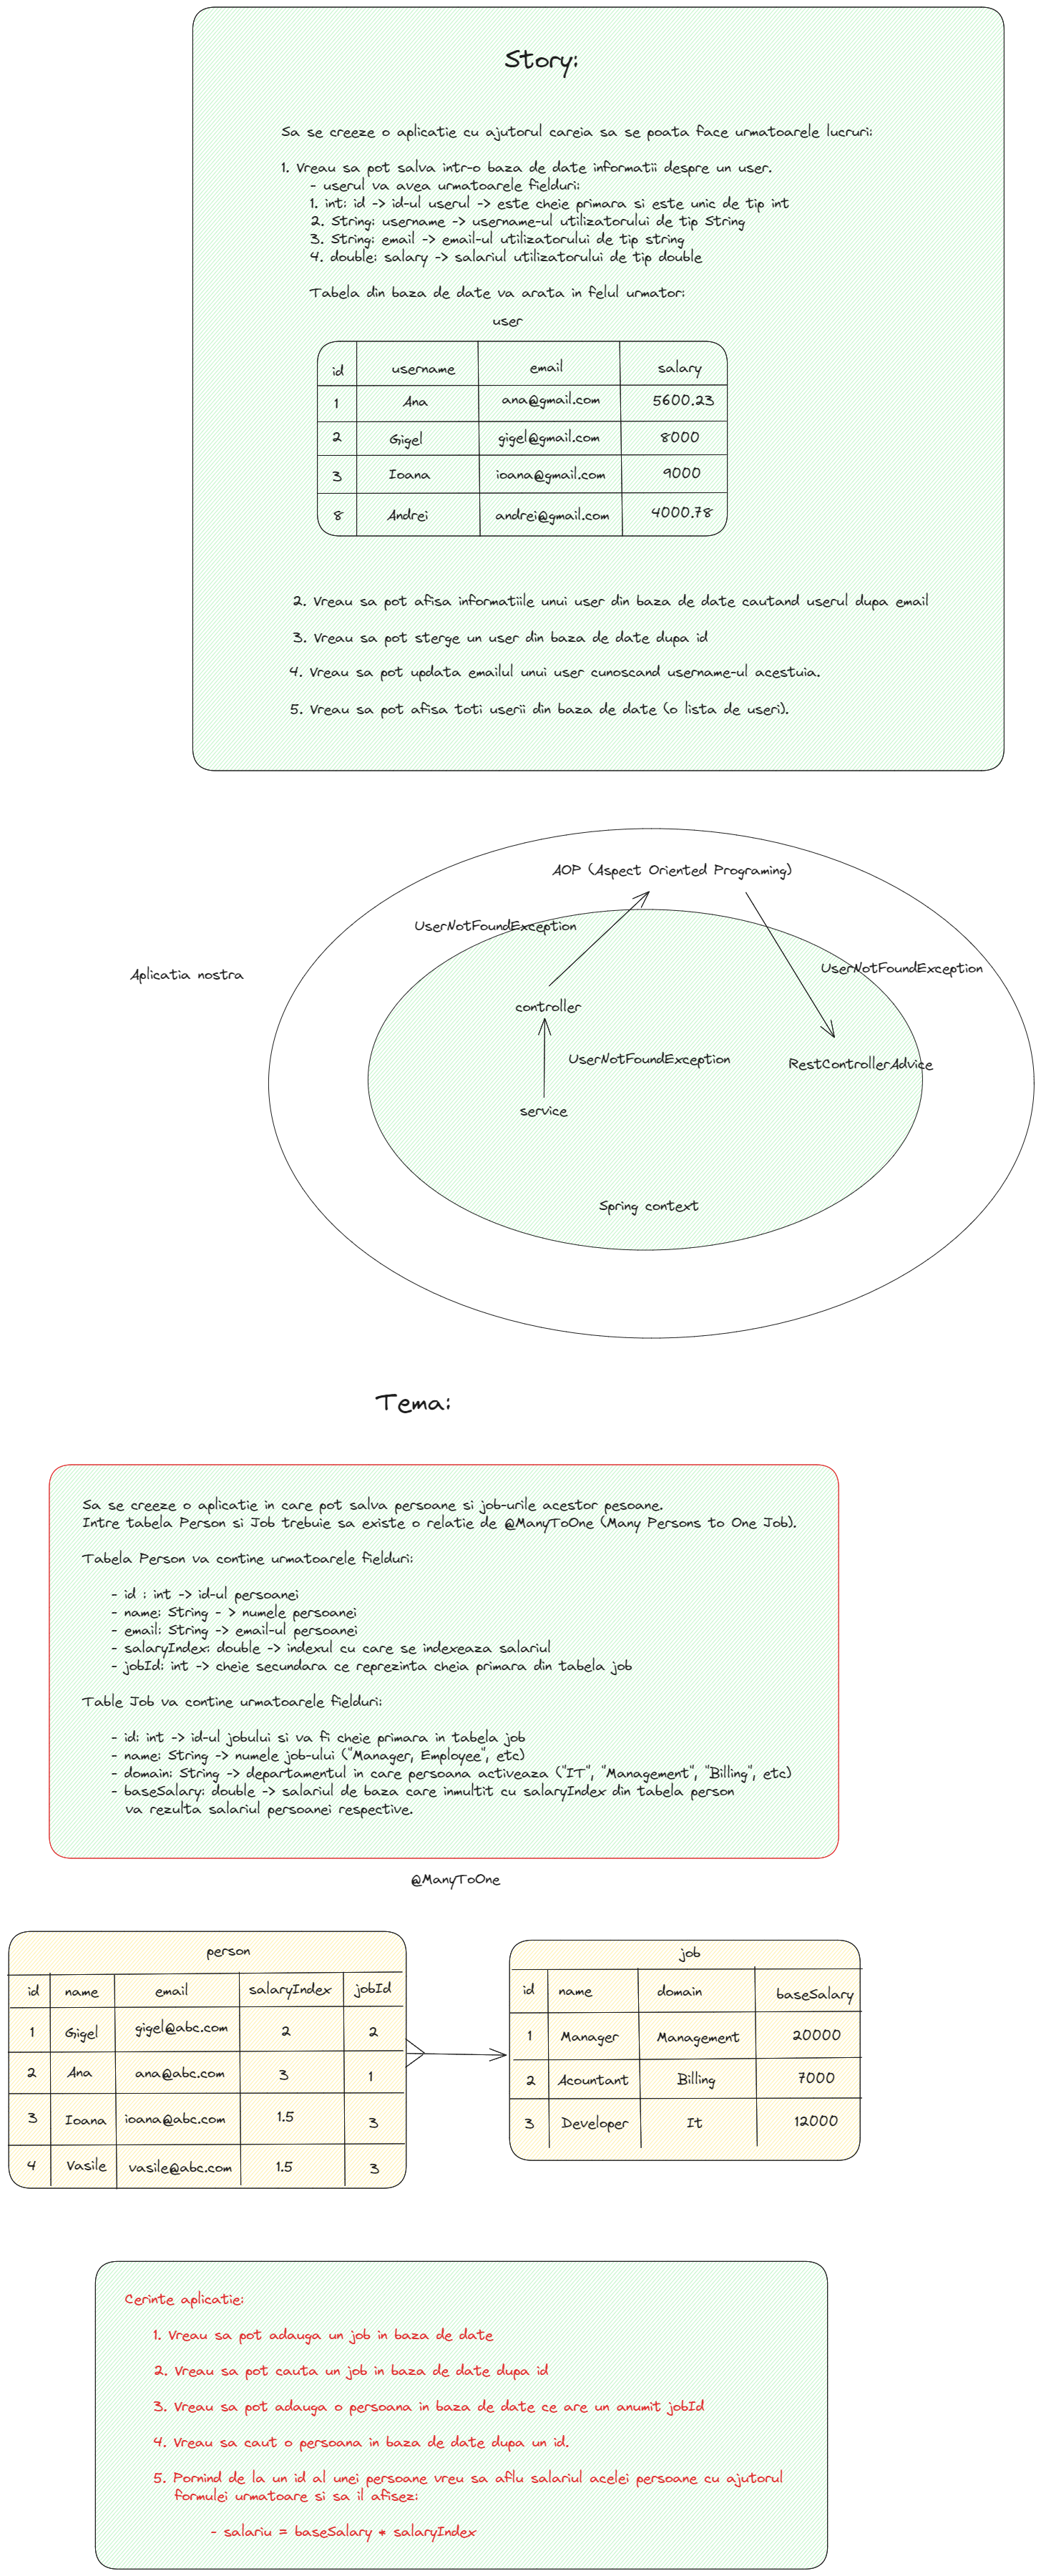 Story:
Sa se creeze o aplicatie cu ajutorul careia sa se poata face urmatoarele lucruri:
1. Vreau sa pot salva intr-o baza de date informatii despre un user.
- userul va avea urmatoarele fielduri:
1. int: id -> id-ul userul -> este cheie primara si este unic de tip int
2. String: username -> username-ul utilizatorului de tip String
3. String: email -> email-ul utilizatorului de tip string
4. double: salary -> salariul utilizatorului de tip double
Tabela din baza de date va arata in felul urmator:
user
id username email salary
1 Ana ana@gmail.com 5600.23
2 Gigel gigel@gmail.com 8000
3 Ioana ioana@gmail.com 9000
8 Andrei andrei@gmail.com 4000.78
2. Vreau sa pot afisa informatiile unui user din baza de date cautand userul dupa email
3. Vreau sa pot sterge un user din baza de date dupa id
4. Vreau sa pot updata emailul unui user cunoscand username-ul acestuia.
5. Vreau sa pot afisa toti userii din baza de date (o lista de useri).
AOP (Aspect Oriented Programing)
UserNotFoundException
Aplicatia nostra
UserNotFoundException
controller
UserNotFoundException
RestControllerAdvice
service
Spring context
Tema:
Sa se creeze o aplicatie in care pot salva persoane si job-urile acestor pesoane.
Intre tabela Person si Job trebuie sa existe o relatie de @ManyToOne (Many Persons to One Job).
Tabela Person va contine urmatoarele fielduri:
- id : int -> id-ul persoanei
- name: String - > numele persoanei
- email: String -> email-ul persoanei
- salaryIndex: double -> indexul cu care se indexeaza salariul
- jobId: int -> cheie secundara ce reprezinta cheia primara din tabela job
Table Job va contine urmatoarele fielduri:
- id: int -> id-ul jobului si va fi cheie primara in tabela job
- name: String -> numele job-ului ("Manager, Employee", etc)
- domain: String -> departamentul in care persoana activeaza ("IT", "Management", "Billing", etc)
- baseSalary: double -> salariul de baza care inmultit cu salaryIndex din tabela person
va rezulta salariul persoanei respective.
@ManyToOne
person
id name email salaryIndex jobId
1 Gigel gigel@abc.com 2 2
2 Ana ana@abc.com 3 1
3 Ioana ioana@abc.com 1.5 3
4 Vasile vasile@abc.com 1.5 3
job
id name domain baseSalary
1 Manager Management 20000
2 Acountant Billing 7000
3 Developer It 12000
Cerinte aplicatie:
1. Vreau sa pot adauga un job in baza de date
2. Vreau sa pot cauta un job in baza de date dupa id
3. Vreau sa pot adauga o persoana in baza de date ce are un anumit jobId
4. Vreau sa caut o persoana in baza de date dupa un id.
5. Pornind de la un id al unei persoane vreu sa aflu salariul acelei persoane cu ajutorul
formulei urmatoare si sa il afisez:
- salariu = baseSalary * salaryIndex